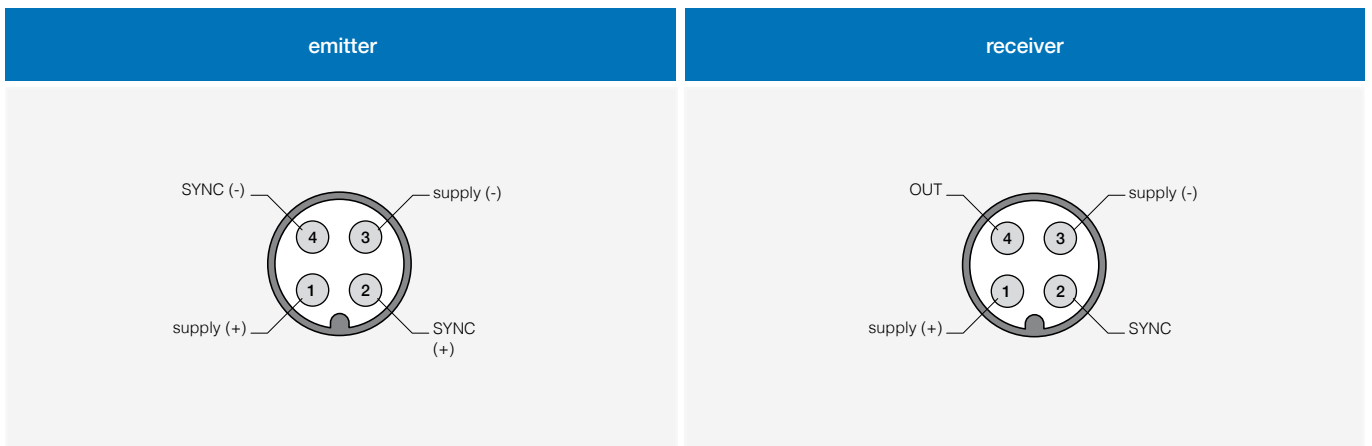 emitter
SYNC (-)
supply (-)
4
3
1
2
supply (+)
SYNC
(+)
receiver
OUT
supply (-)
4
3
1
2
supply (+)
SYNC